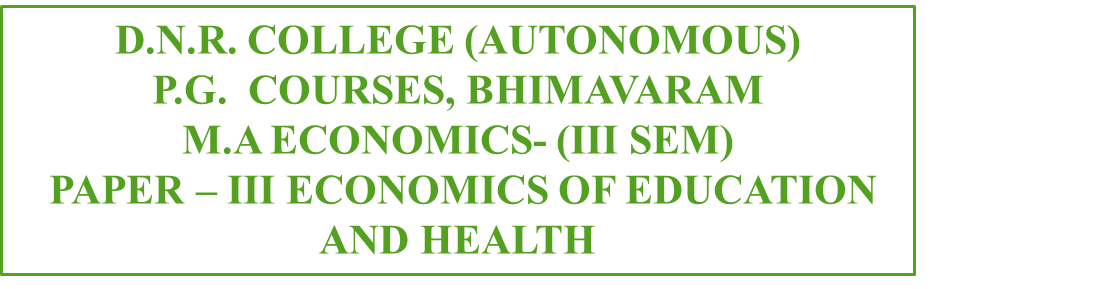 D.N.R. COLLEGE (AUTONOMOUS)
P.G. COURSES, BHIMAVARAM
M.A ECONOMICS- (III SEM)
PAPER – III ECONOMICS OF EDUCATION
AND HEALTH